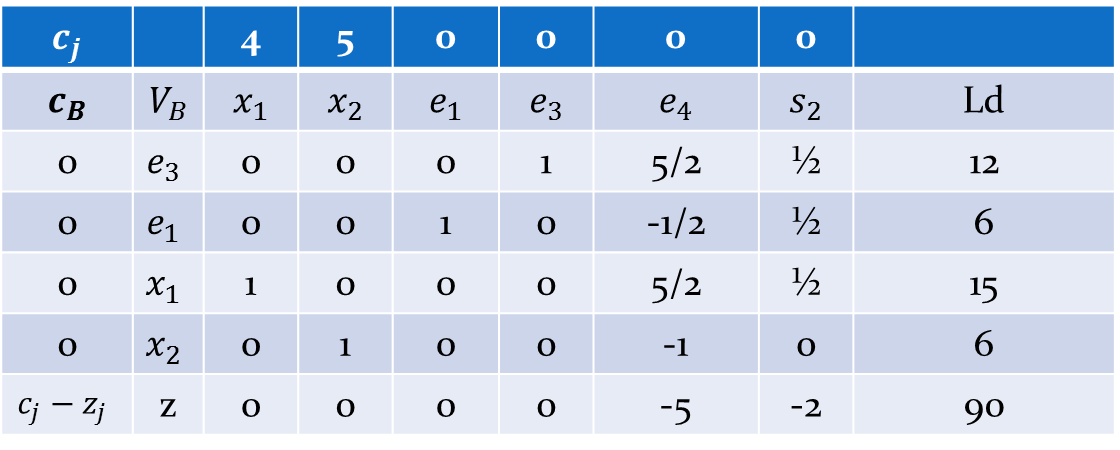 c_j 4 5 0 0 0 0
c_B V_B x_1 x_2 e_1 e_3 e_4 s_2 Ld
0 e_3 0 0 0 1 5/2 ½ 12
0 e_1 0 0 1 0 -1/2 ½ 6
0 x_1 1 0 0 0 5/2 ½ 15
0 x_2 0 1 0 0 -1 0 6
c_j − z_j z 0 0 0 0 -5 -2 90